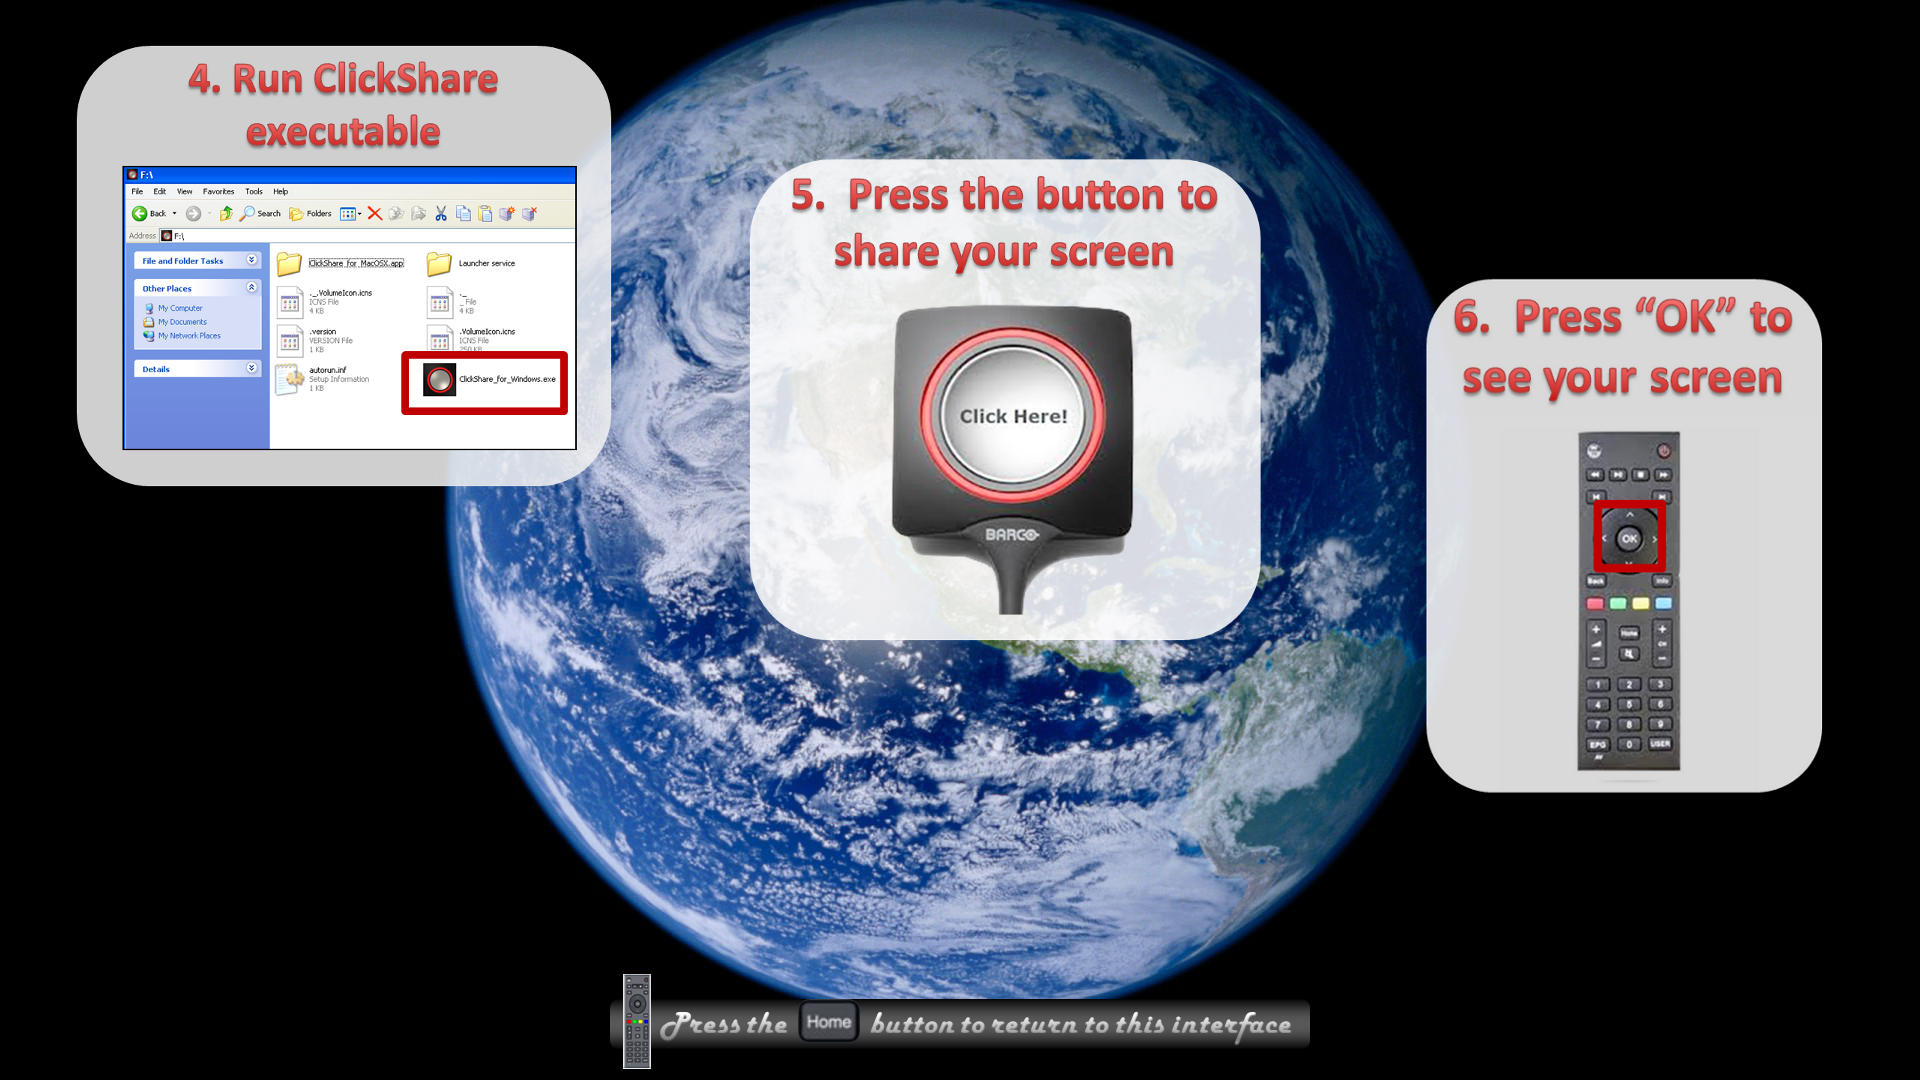 4. Run ClickShare
executable
F:\
File Edit View Favorites Tools Help
Back Search Folders
Address F:\
File and Folder Tasks
Other Places
My Computer
My Documents
My Network Places
Details
ClickShare_for_MacOSX.app
Launcher service
._.VolumeIcon.icns
ICNS File
4 KB
._
_ File
4 KB
.version
VERSION File
1 KB
.VolumeIcon.icns
ICNS File
250 KB
autorun.inf
Setup Information
1 KB
ClickShare_for_Windows.exe
5. Press the button to
share your screen
Click Here!
BARCO
6. Press “OK” to
see your screen
OK
Back Info
+ Home +
CH
- -
1 2 3
4 5 6
7 8 9
EPG 0 USER
AV
Press the Home button to return to this interface